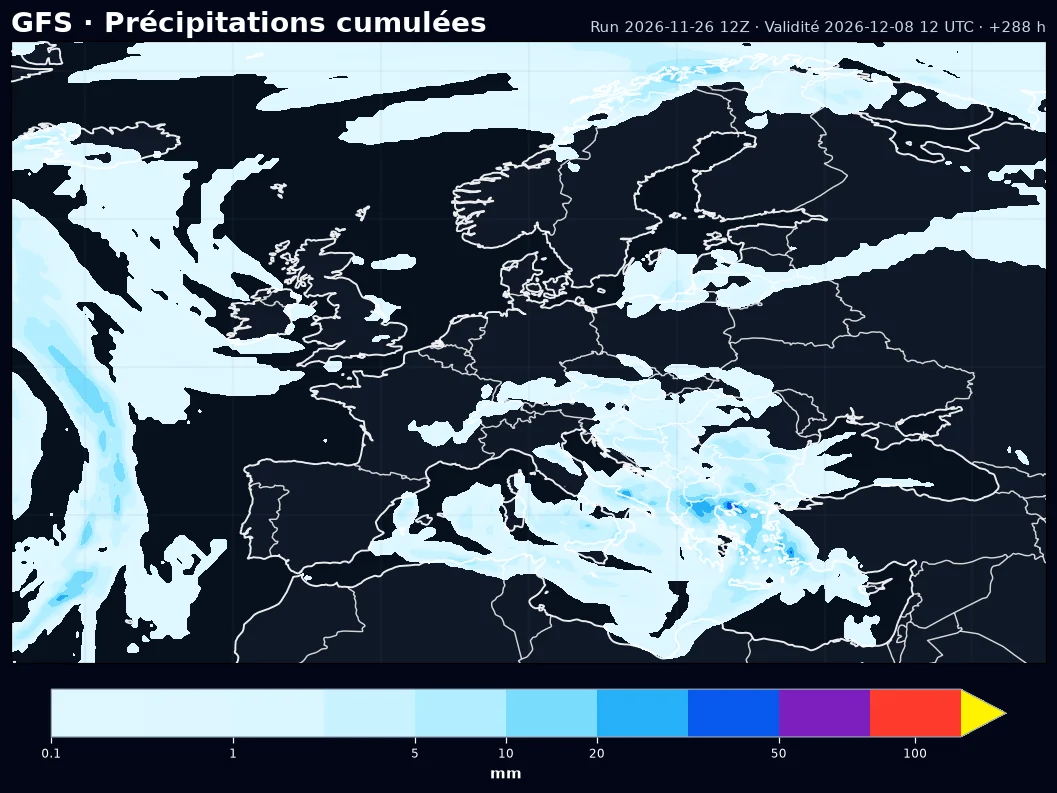 GFS · Précipitations cumulées
Run 2026-11-26 12Z · Validité 2026-12-08 12 UTC · +288 h
0.1 1 5 10 20 50 100
mm